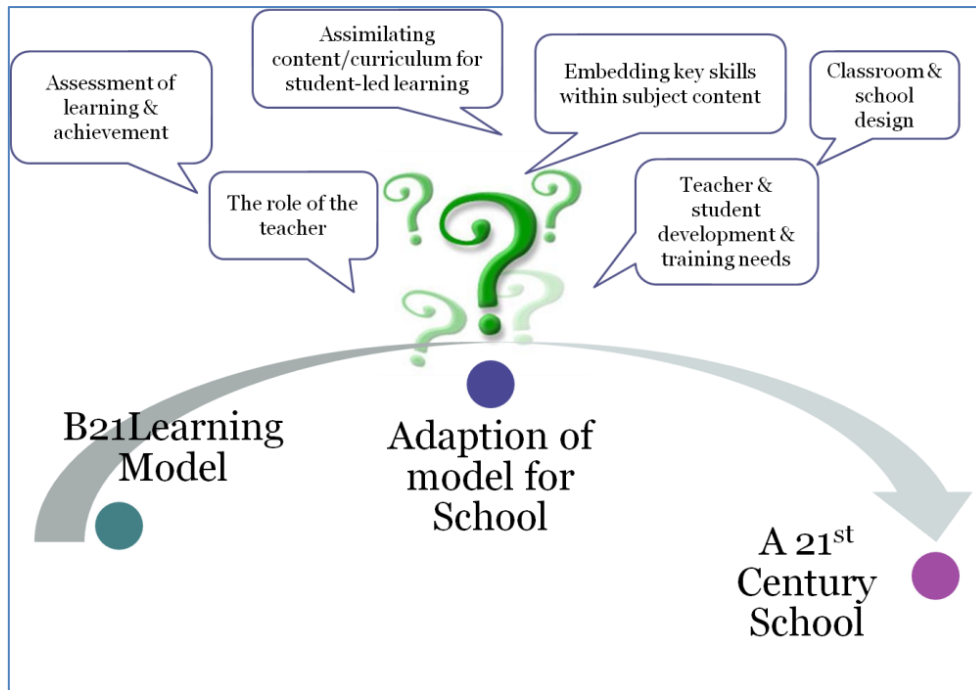 Assessment of
learning &
achievement
Assimilating
content/curriculum for
student-led learning
Embedding key skills
within subject content
Classroom &
school
design
The role of the
teacher
Teacher &
student
development &
training needs
?
?
?
?
?
B21Learning
Model
Adaption of
model for
School
A 21st
Century
School